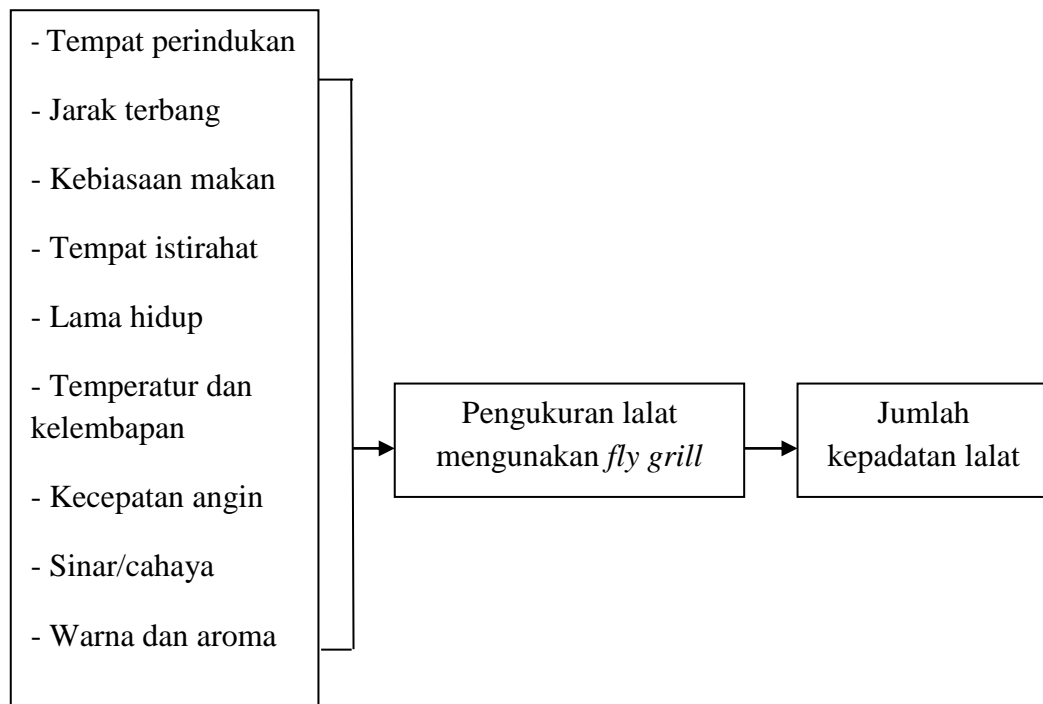 - Tempat perindukan
- Jarak terbang
- Kebiasaan makan
- Tempat istirahat
- Lama hidup
- Temperatur dan
kelembapan
- Kecepatan angin
- Sinar/cahaya
- Warna dan aroma
Pengukuran lalat
mengunakan fly grill
Jumlah
kepadatan lalat